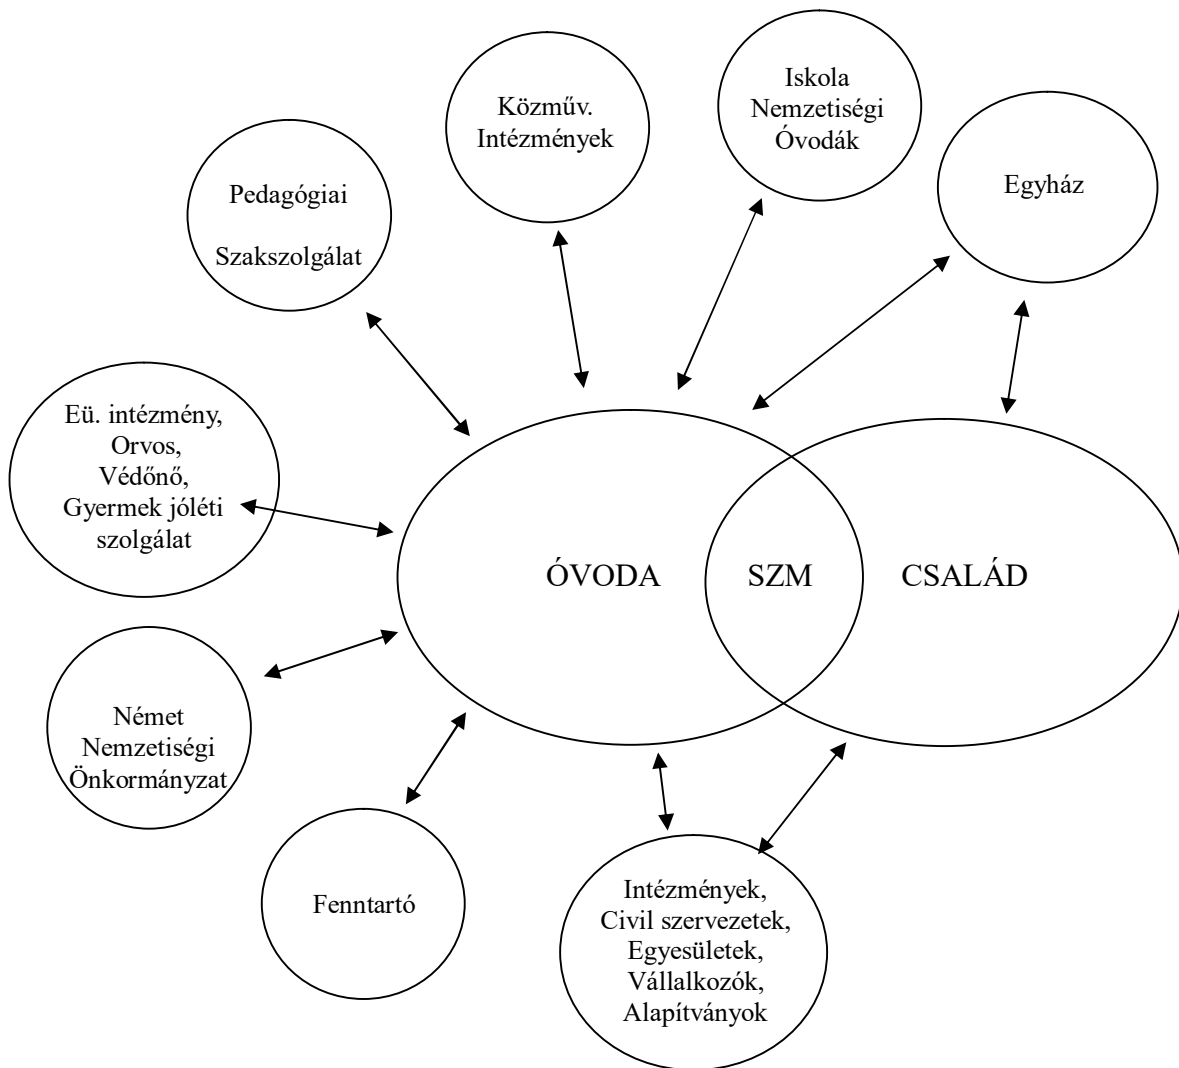 Iskola
Nemzetiségi
Óvodák
Közműv.
Intézmények
Egyház
Pedagógiai
Szakszolgálat
Eü. intézmény,
Orvos,
Védőnő,
Gyermek jóléti
szolgálat
ÓVODA
SZM
CSALÁD
Német
Nemzetiségi
Önkormányzat
Fenntartó
Intézmények,
Civil szervezetek,
Egyesületek,
Vállalkozók,
Alapítványok